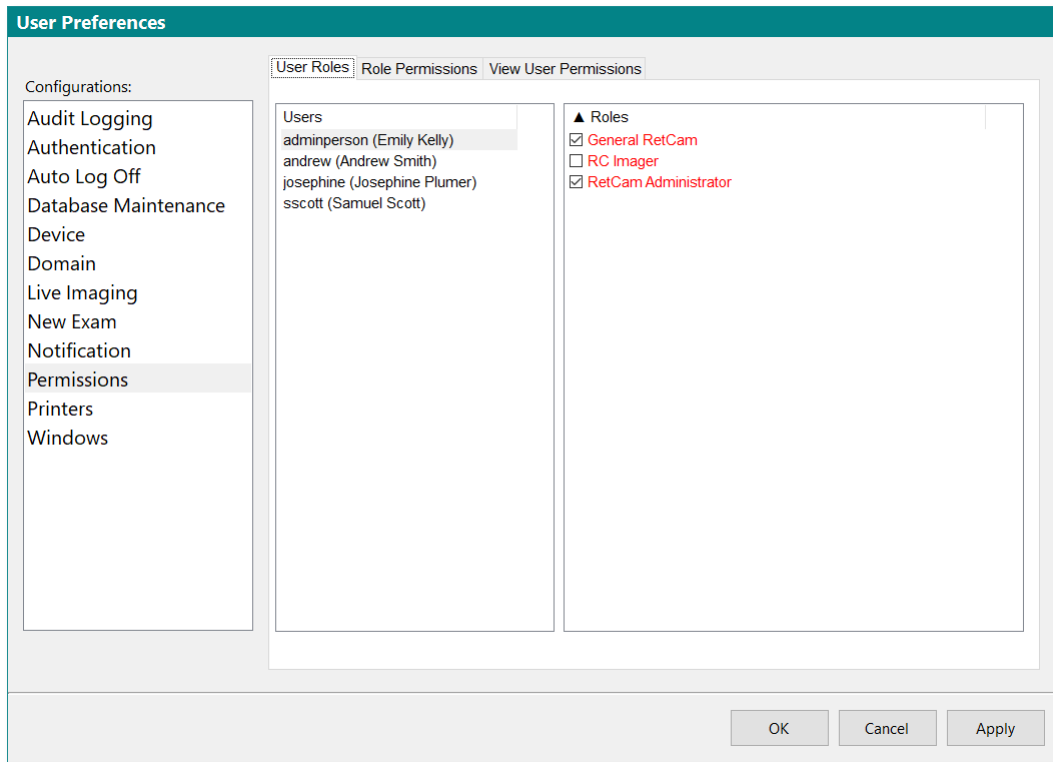 User Preferences
Configurations:
Audit Logging
Authentication
Auto Log Off
Database Maintenance
Device
Domain
Live Imaging
New Exam
Notification
Permissions
Printers
Windows
User Roles Role Permissions View User Permissions
Users
adminperson (Emily Kelly)
andrew (Andrew Smith)
josephine (Josephine Plumer)
sscott (Samuel Scott)
▲ Roles
General RetCam
RC Imager
RetCam Administrator
OK Cancel Apply